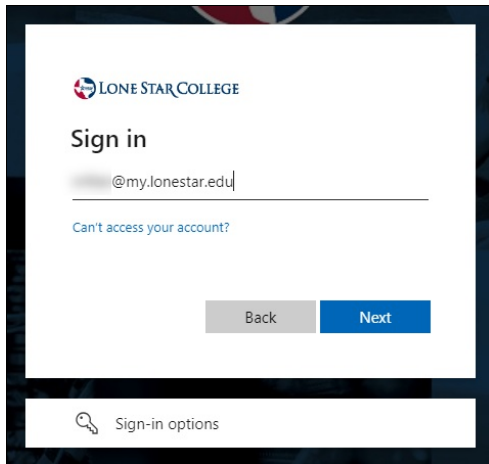 LONE STAR COLLEGE
Sign in
@my.lonestar.edu
Can't access your account?
Back
Next
Sign-in options